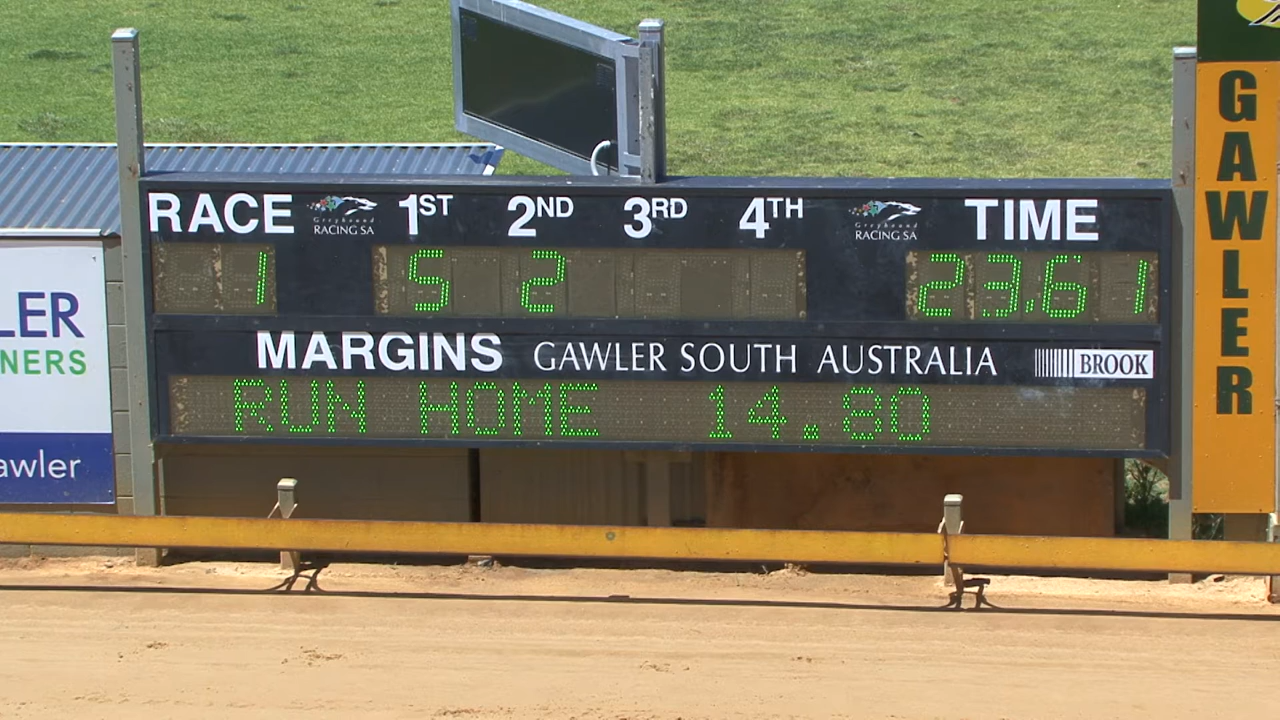 RACE Greyhound RACING SA 1ST 2ND 3RD 4TH Greyhound RACING SA TIME
1 5 2 23.61
MARGINS GAWLER SOUTH AUSTRALIA BROOK
RUN HOME 14.80
LER
NERS
awler
GAWLER